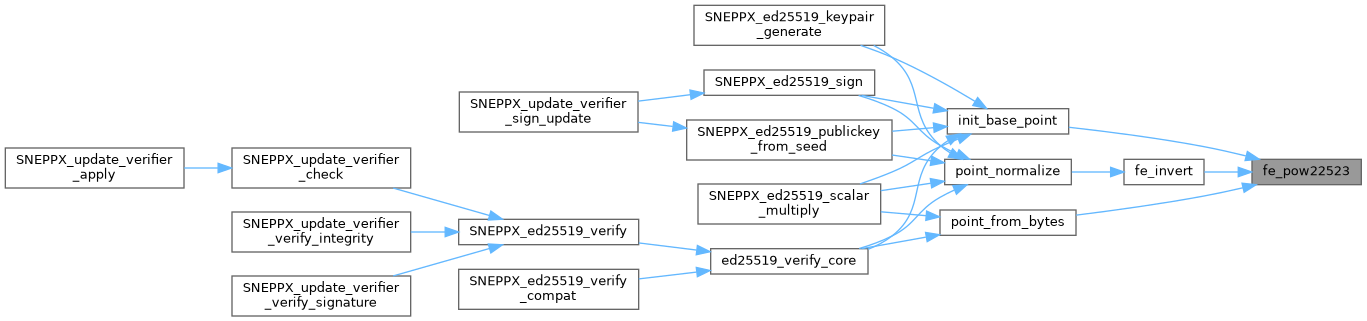 SNEPPX_ed25519_keypair
_generate
SNEPPX_ed25519_sign
SNEPPX_update_verifier
_sign_update
init_base_point
SNEPPX_ed25519_publickey
_from_seed
SNEPPX_update_verifier
_apply
SNEPPX_update_verifier
_check
point_normalize
fe_invert
fe_pow22523
SNEPPX_ed25519_scalar
_multiply
point_from_bytes
SNEPPX_update_verifier
_verify_integrity
SNEPPX_ed25519_verify
ed25519_verify_core
SNEPPX_update_verifier
_verify_signature
SNEPPX_ed25519_verify
_compat